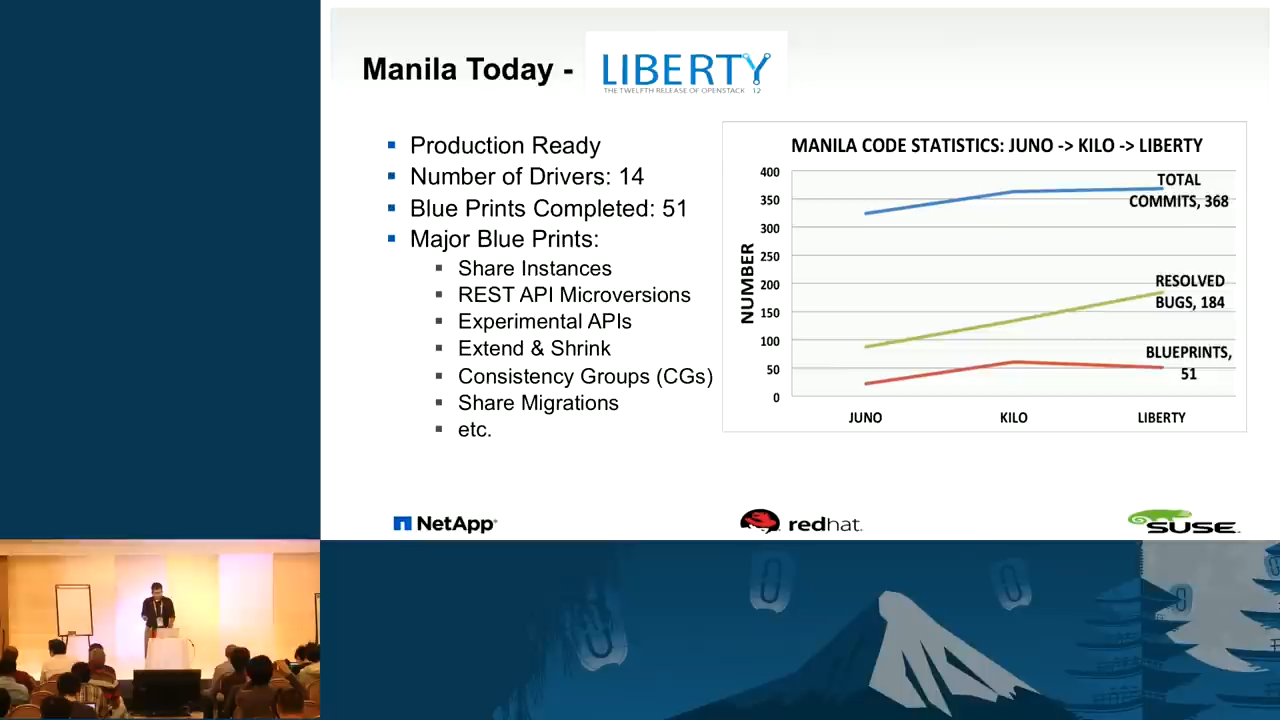 Manila Today -
LIBERTY
THE TWELFTH RELEASE OF OPENSTACK 12
Production Ready
Number of Drivers: 14
Blue Prints Completed: 51
Major Blue Prints:
Share Instances
REST API Microversions
Experimental APIs
Extend & Shrink
Consistency Groups (CGs)
Share Migrations
etc.
MANILA CODE STATISTICS: JUNO -> KILO -> LIBERTY
NUMBER
400
350
300
250
200
150
100
50
0
TOTAL
COMMITS, 368
RESOLVED
BUGS, 184
BLUEPRINTS,
51
JUNO KILO LIBERTY
NetApp
redhat.
SUSE